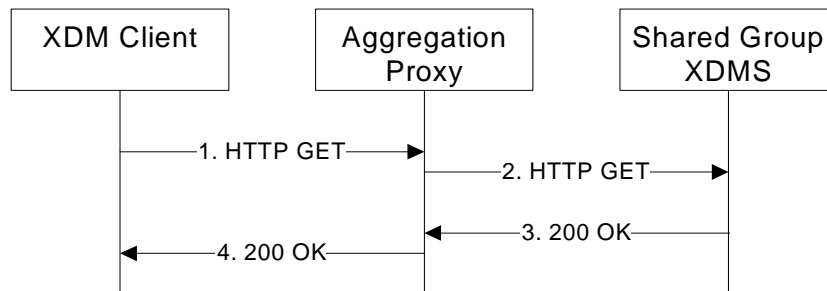 XDM Client
Aggregation
Proxy
Shared Group
XDMS
1. HTTP GET
2. HTTP GET
3. 200 OK
4. 200 OK